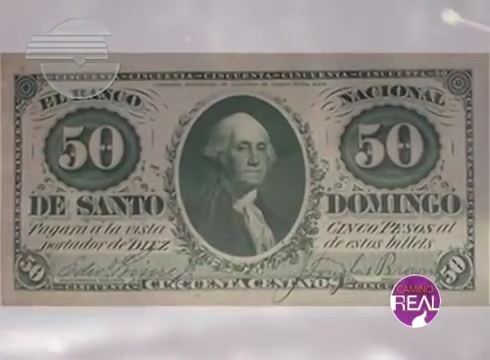 CINCUENTA CINCUENTA CINCUENTA CINCUENTA CINCUENTA
EL BANCO NACIONAL
50 50
DE SANTO DOMINGO
Pagará a la vista CINCO PESOS al
portador de DIEZ de estos billets
50 50
CINCUENTA CENTAVOS
CAMINO
REAL